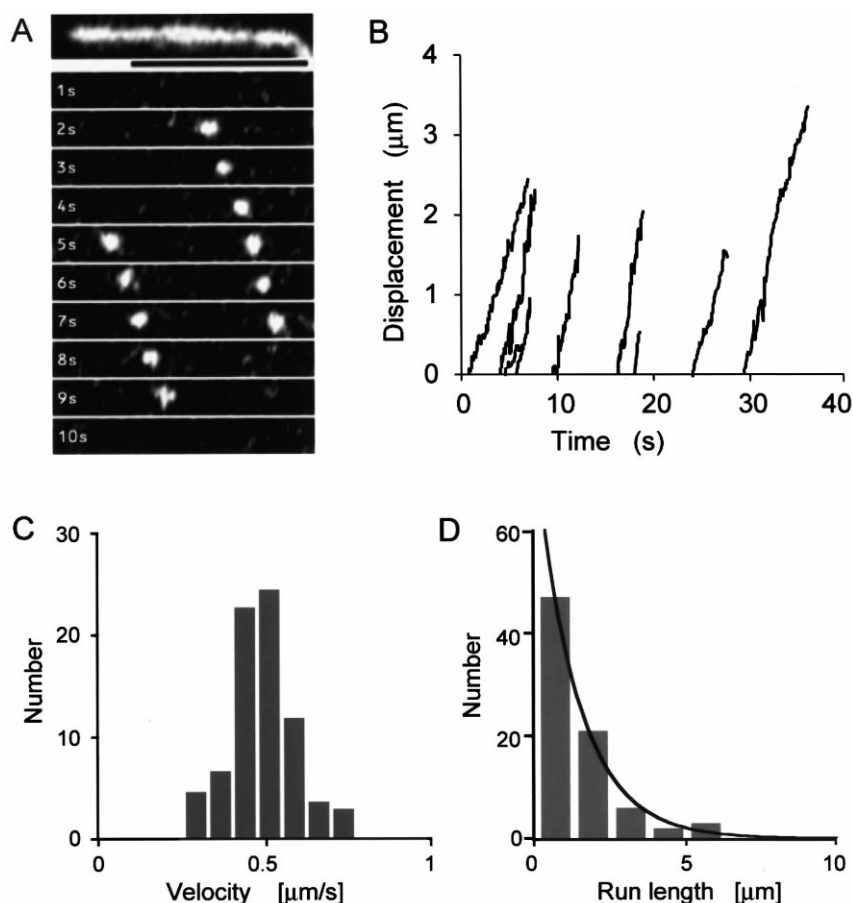 A
1s
2s
3s
4s
5s
6s
7s
8s
9s
10s
B
4
3
2
1
0
Displacement (μm)
0 10 20 30 40
Time (s)
C
30
20
10
0
Number
0 0.5 1
Velocity [μm/s]
D
60
40
20
0
Number
0 5 10
Run length [μm]